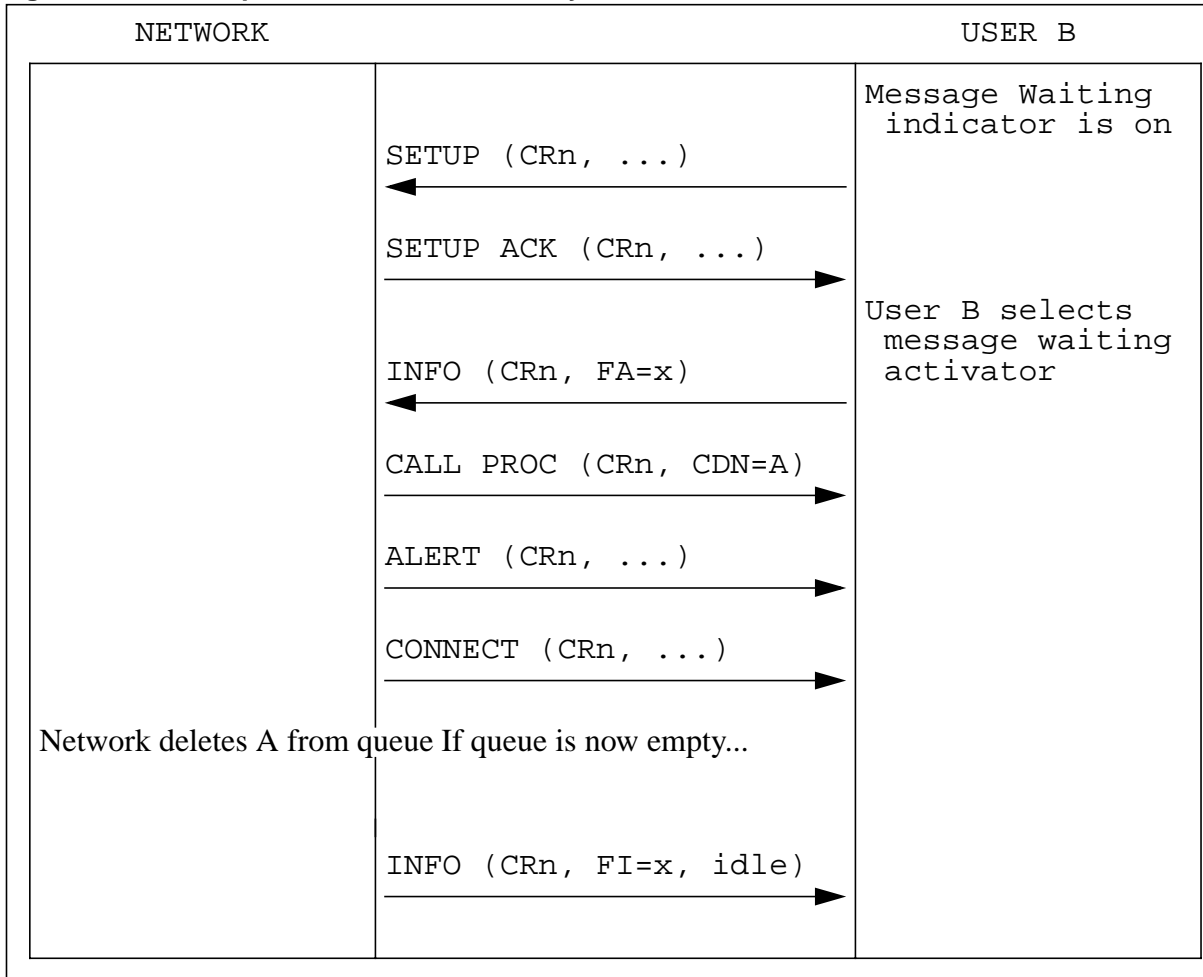 NETWORK USER B
Message Waiting
indicator is on
SETUP (CRn, ...)
SETUP ACK (CRn, ...)
User B selects
message waiting
activator
INFO (CRn, FA=x)
CALL PROC (CRn, CDN=A)
ALERT (CRn, ...)
CONNECT (CRn, ...)
Network deletes A from queue If queue is now empty...
INFO (CRn, FI=x, idle)